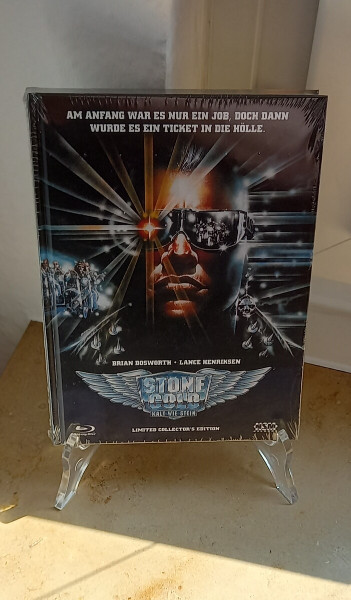 AM ANFANG WAR ES NUR EIN JOB, DOCH DANN
WURDE ES EIN TICKET IN DIE HÖLLE.
BRIAN BOSWORTH · LANCE HENRIKSEN
STONE
COLD
KALT WIE STEIN
LIMITED COLLECTOR'S EDITION